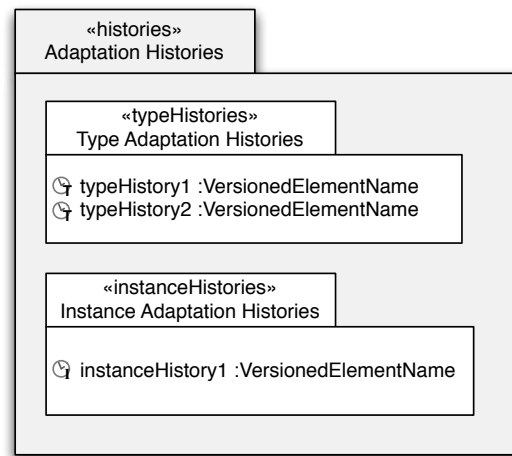 «histories»
Adaptation Histories
«typeHistories»
Type Adaptation Histories
typeHistory1 :VersionedElementName
typeHistory2 :VersionedElementName
«instanceHistories»
Instance Adaptation Histories
instanceHistory1 :VersionedElementName